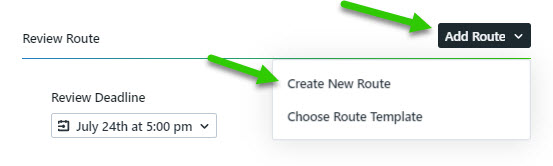 Add Route
Review Route
Create New Route
Review Deadline
Choose Route Template
July 24th at 5:00 pm